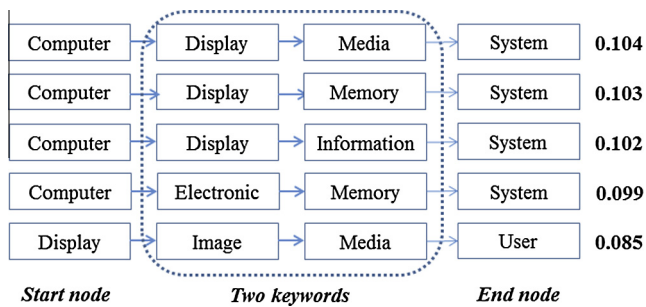 Computer Display Media System 0.104
Computer Display Memory System 0.103
Computer Display Information System 0.102
Computer Electronic Memory System 0.099
Display Image Media User 0.085
Start node Two keywords End node